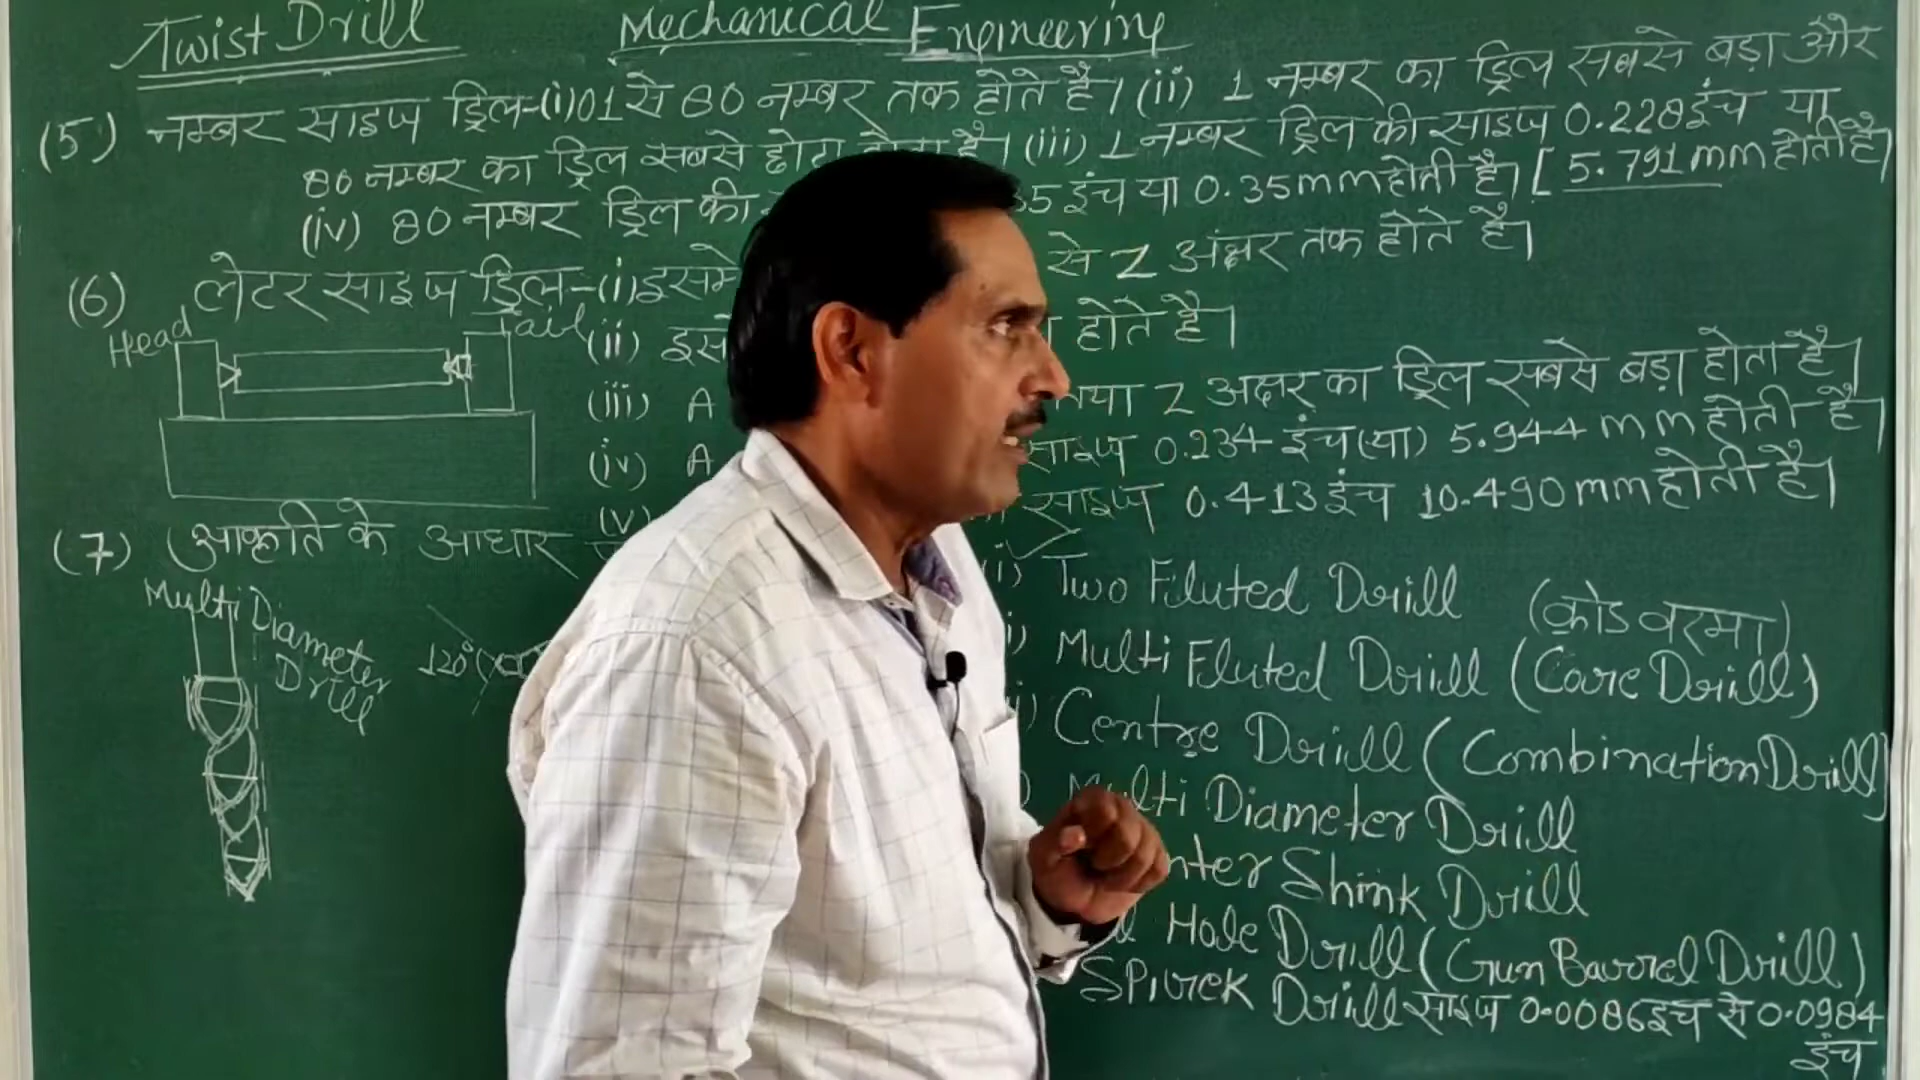 Twist Drill Mechanical Engineering
(5) नम्बर साइज ड्रिल-(i) 01 से 80 नम्बर तक होते है। (ii) 1 नम्बर का ड्रिल सबसे बड़ा और
80 नम्बर का ड्रिल सबसे छोटा होता है। (iii) 1 नम्बर ड्रिल की साइज 0.228 इंच या
(iv) 80 नम्बर ड्रिल की 35 इंच या 0.35 mm होती है। [ 5.791 mm होती है।
(6) लेटर साइज ड्रिल-(i) इसमें से Z अंक्षर तक होते है।
Head Tail
(ii) होते है।
(iii) A Z अक्षर का ड्रिल सबसे बड़ा होता है।
(iv) A साइज 0.234 इंच (या) 5.944 mm होती है।
(v) साइज 0.413 इंच 10.490 mm होती है।
(7) आकृति के आधार
Multi Diameter Drill
120°
(i) Two Fluted Drill
(कोड वरमा)
Multi Fluted Drill (Core Drill)
Centre Drill (Combination Drill)
Multi Diameter Drill
Shink Drill
Hole Drill (Gun Barrel Drill)
Spirek Drill साइज 0.0086 इंच से 0.0984
इंच